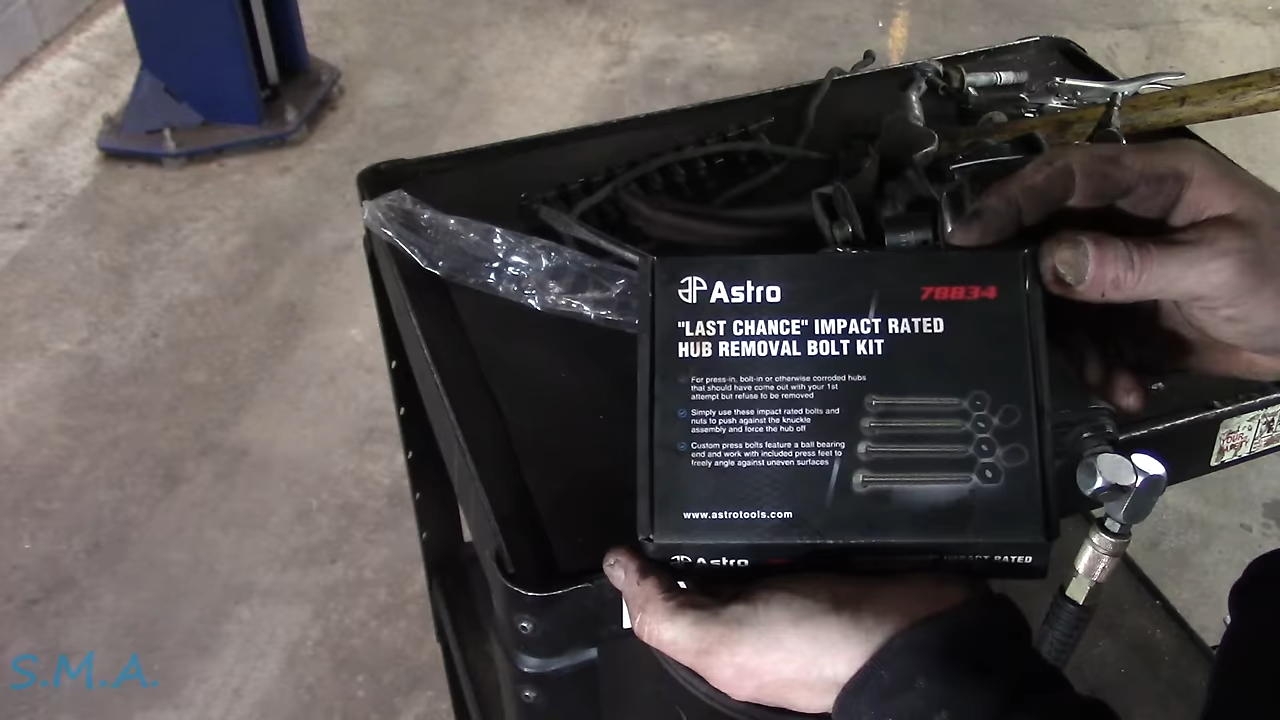 Astro
78834
"LAST CHANCE" IMPACT RATED
HUB REMOVAL BOLT KIT
For press-in, bolt-in or otherwise corroded hubs
that should have come out with your 1st
attempt but refuse to be removed
Simply use these impact rated bolts and
nuts to push against the knuckle
assembly and force the hub off
Custom press bolts feature a ball bearing
end and work with included press feet to
freely angle against uneven surfaces
www.astrotools.com
Astro
IMPACT RATED
S.M.A.